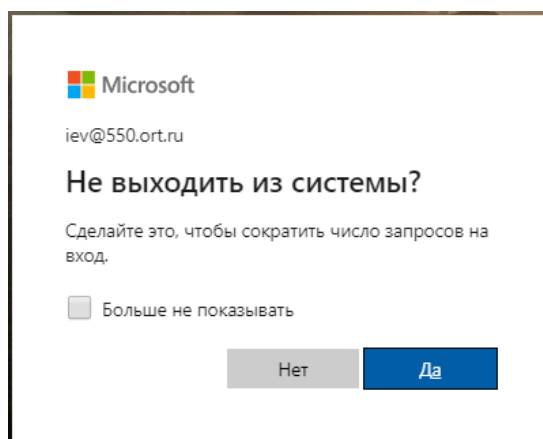 Microsoft
iev@550.ort.ru
Не выходить из системы?
Сделайте это, чтобы сократить число запросов на
вход.
Больше не показывать
Нет
Да